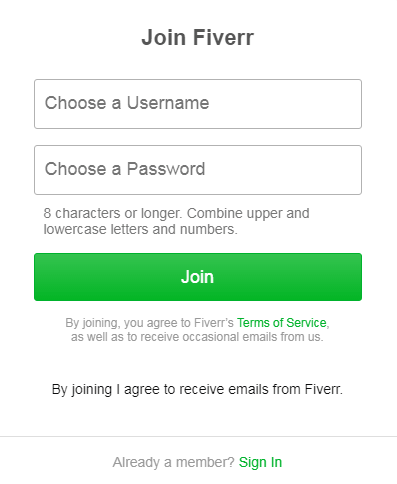 Join Fiverr
Choose a Username
Choose a Password
8 characters or longer. Combine upper and
lowercase letters and numbers.
Join
By joining, you agree to Fiverr's Terms of Service,
as well as to receive occasional emails from us.
By joining I agree to receive emails from Fiverr.
Already a member? Sign In